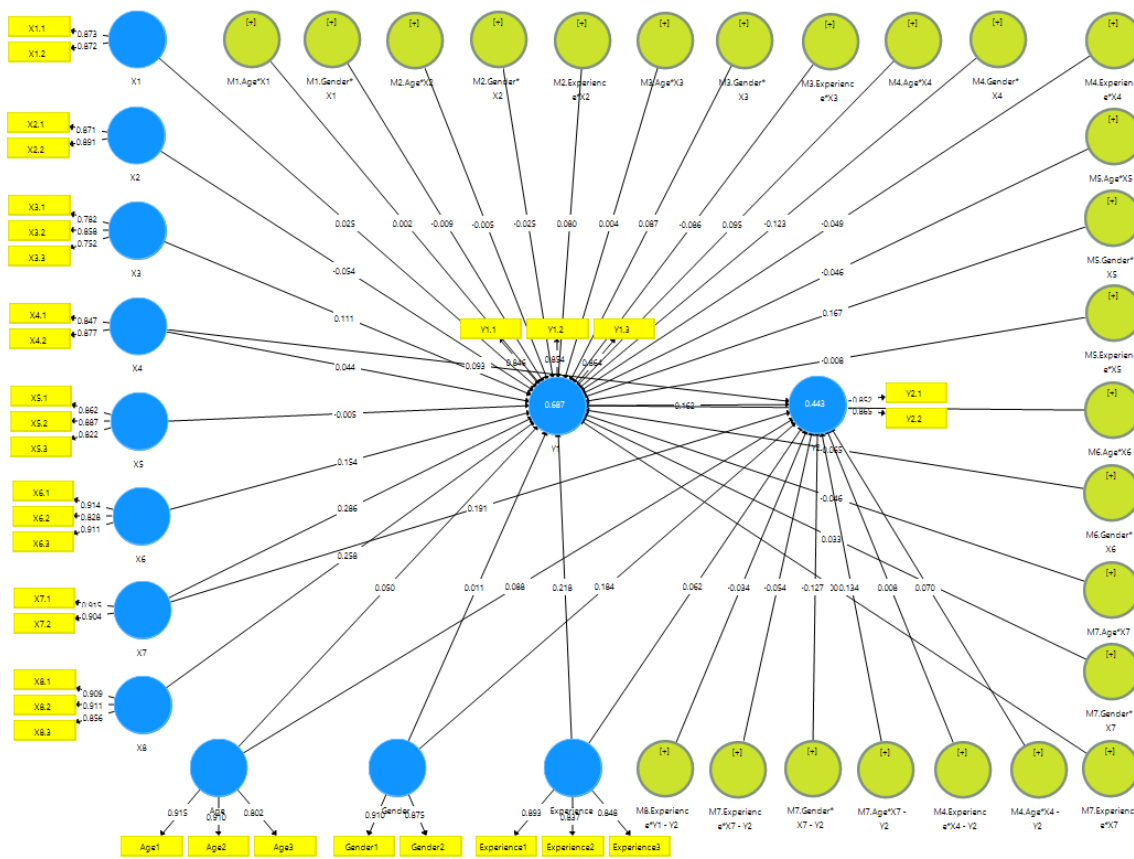 X1.1
0.873
X1.2
0.872
X1
[+]
M1.Age*X1
[+]
M1.Gender*
X1
[+]
M2.Age*X2
[+]
M2.Gender*
X2
[+]
M2.Experienc
e*X2
[+]
M3.Age*X3
[+]
M3.Gender*
X3
[+]
M3.Experienc
e*X3
[+]
M4.Age*X4
[+]
M4.Gender*
X4
[+]
M4.Experienc
e*X4
X2.1
0.871
X2.2
0.891
X2
[+]
M5.Age*X5
X3.1
0.782
X3.2
0.858
X3.3
0.752
X3
[+]
M5.Gender*
X5
0.025
0.002
-0.009
-0.005
-0.025
0.080
0.004
0.087
-0.086
0.095
-0.123
-0.049
-0.054
-0.046
0.111
0.167
X4.1
0.847
X4.2
0.877
X4
[+]
M5.Experienc
e*X5
Y1.1
Y1.2
Y1.3
0.846
0.854
0.864
0.044
0.093
-0.008
X5.1
0.862
X5.2
0.887
X5.3
0.822
X5
-0.005
0.687
Y1
0.162
0.443
0.852
Y2.1
0.865
Y2.2
[+]
M6.Age*X6
0.154
-0.065
X6.1
0.914
X6.2
0.828
X6.3
0.911
X6
[+]
M6.Gender*
X6
0.286
0.191
-0.046
0.258
0.033
X7.1
0.915
X7.2
0.904
X7
[+]
M7.Age*X7
0.050
0.088
0.011
0.218
0.184
0.062
-0.034
-0.054
-0.127
0.134
0.008
0.070
X8.1
0.909
X8.2
0.911
X8.3
0.856
X8
[+]
M7.Gender*
X7
Age
Gender
Experience
[+]
M8.Experienc
e*Y1 - Y2
[+]
M7.Experienc
e*X7 - Y2
[+]
M7.Gender*
X7 - Y2
[+]
M7.Age*X7 -
Y2
[+]
M4.Experienc
e*X4 - Y2
[+]
M4.Age*X4 -
Y2
[+]
M7.Experienc
e*X7
0.915
0.910
0.802
0.910
0.875
0.893
0.837
0.848
Age1
Age2
Age3
Gender1
Gender2
Experience1
Experience2
Experience3